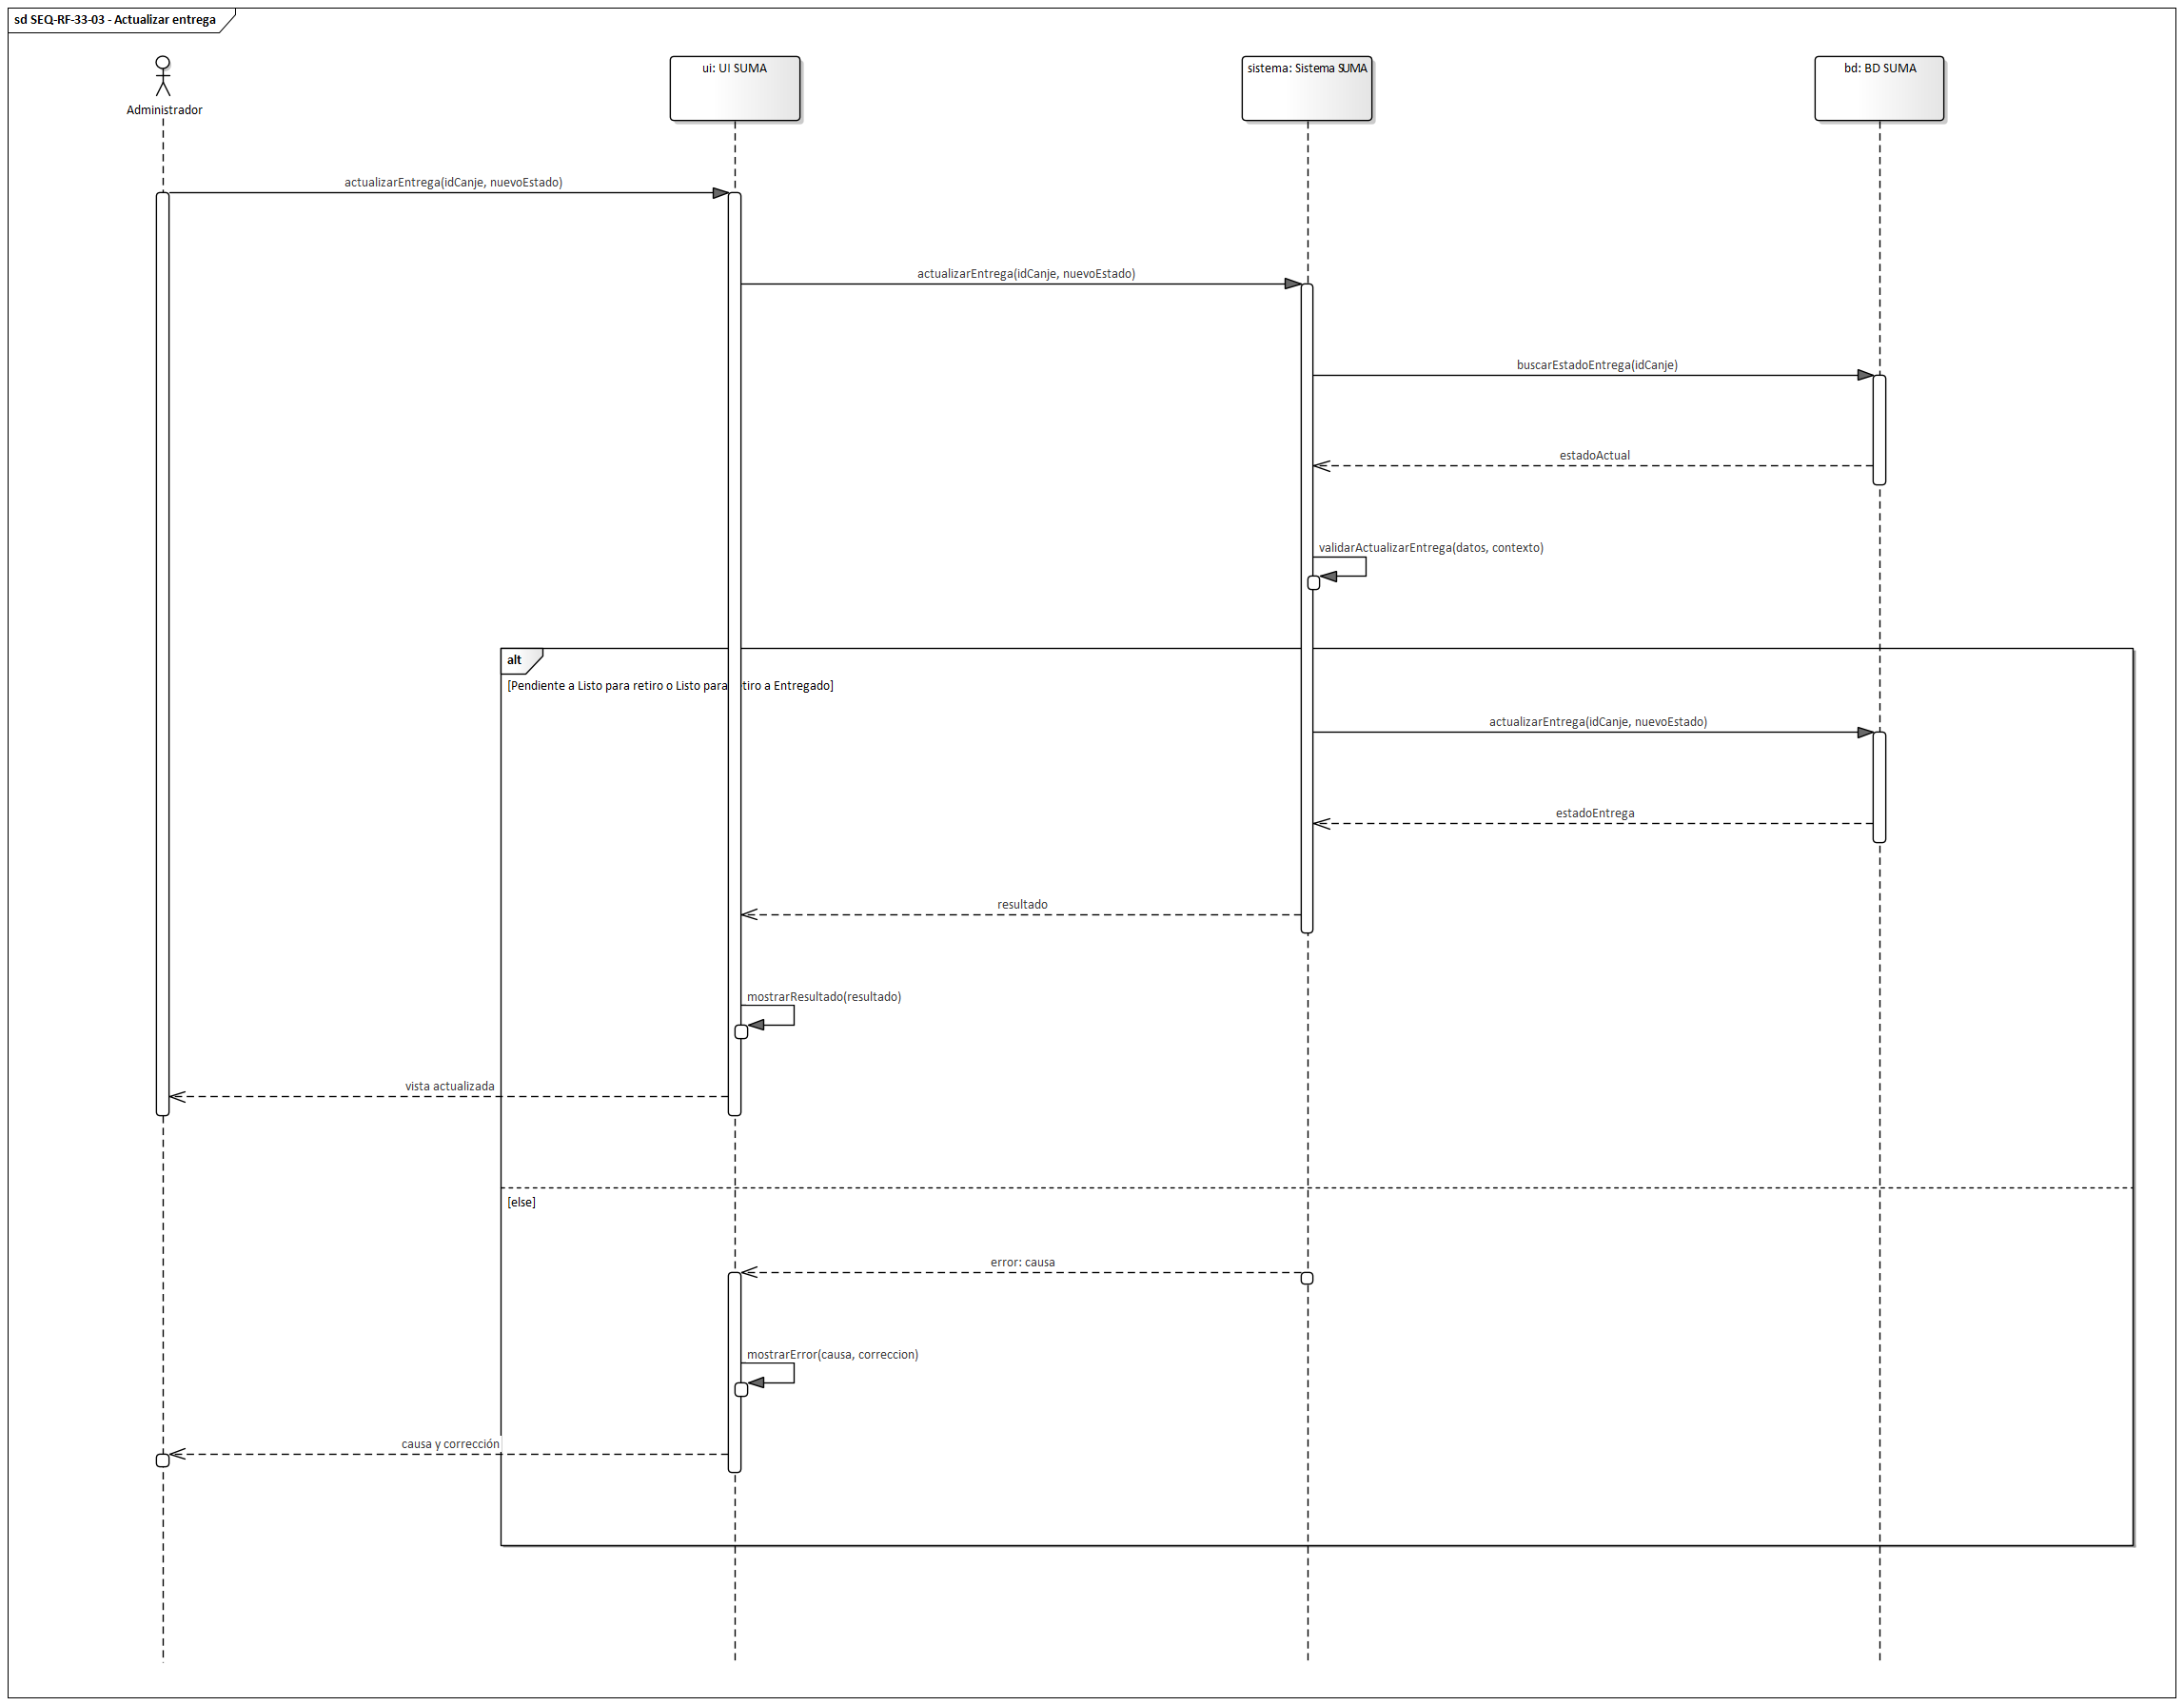 sd SEQ-RF-33-03 - Actualizar entrega
Administrador
ui: UI SUMA
sistema: Sistema SUMA
bd: BD SUMA
actualizarEntrega(idCanje, nuevoEstado)
actualizarEntrega(idCanje, nuevoEstado)
buscarEstadoEntrega(idCanje)
estadoActual
validarActualizarEntrega(datos, contexto)
alt
[Pendiente a Listo para retiro o Listo para tiro a Entregado]
actualizarEntrega(idCanje, nuevoEstado)
estadoEntrega
resultado
mostrarResultado(resultado)
vista actualizada
[else]
error: causa
mostrarError(causa, correccion)
causa y corrección